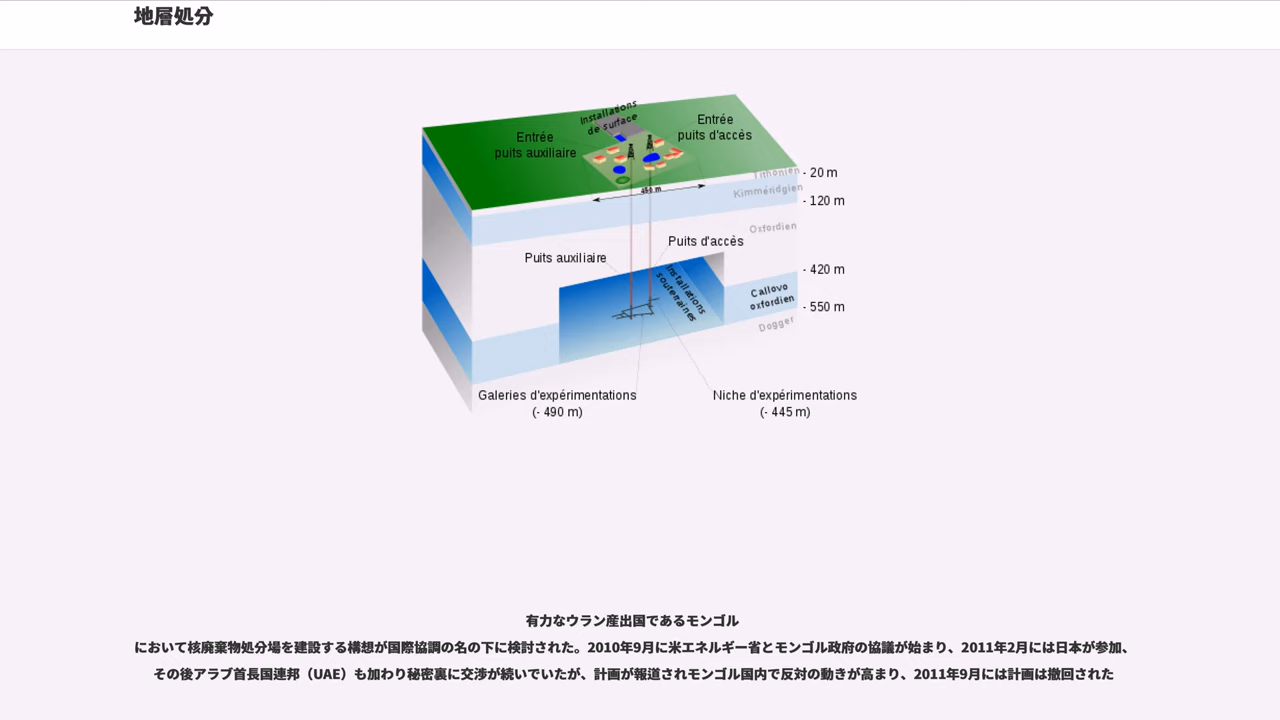 地層処分
Installations
de surface
Entrée
puits auxiliaire
Entrée
puits d'accès
Tithonien
- 20 m
Kimméridgien
- 120 m
450 m
Oxfordien
Puits d'accès
Puits auxiliaire
- 420 m
Installations
souterraines
Callovo
oxfordien
- 550 m
Dogger
Galeries d'expérimentations
(- 490 m)
Niche d'expérimentations
(- 445 m)
有力なウラン産出国であるモンゴル
において核廃棄物処分場を建設する構想が国際協調の名の下に検討された。2010年9月に米エネルギー省とモンゴル政府の協議が始まり、2011年2月には日本が参加、
その後アラブ首長国連邦（UAE）も加わり秘密裏に交渉が続いていたが、計画が報道されモンゴル国内で反対の動きが高まり、2011年9月には計画は撤回された